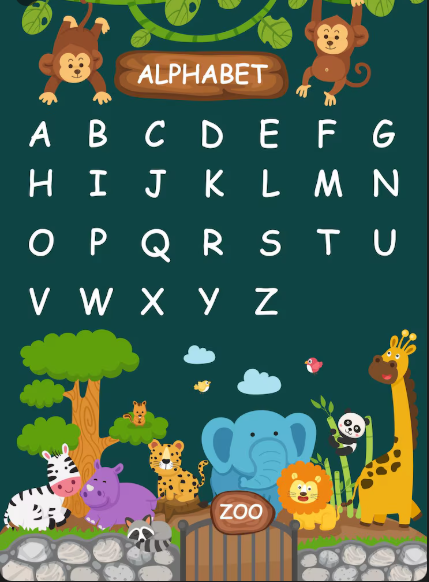 ALPHABET
A B C D E F G
H I J K L M N
O P Q R S T U
V W X Y Z
ZOO